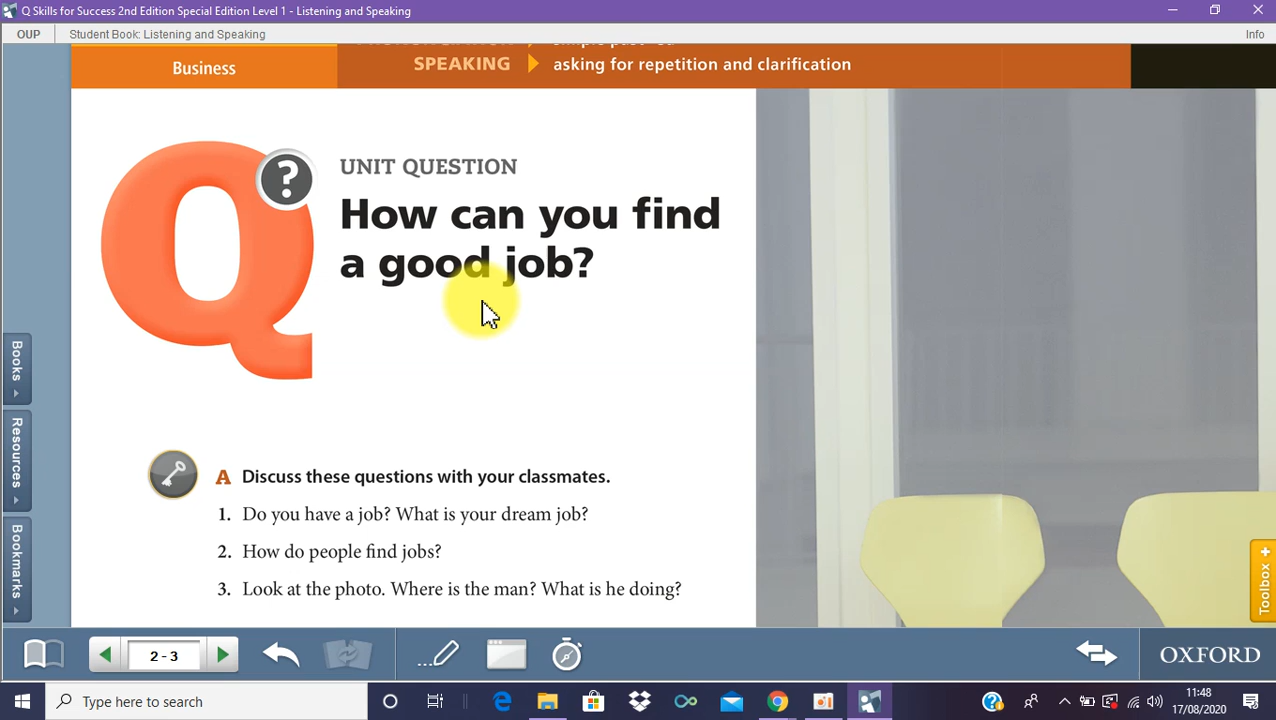 Q Skills for Success 2nd Edition Special Edition Level 1 - Listening and Speaking
OUP Student Book: Listening and Speaking Info
Business
SPEAKING asking for repetition and clarification
Q ?
UNIT QUESTION
How can you find
a good job?
A Discuss these questions with your classmates.
1. Do you have a job? What is your dream job?
2. How do people find jobs?
3. Look at the photo. Where is the man? What is he doing?
Books
Resources
Bookmarks
Toolbox +
2 - 3
OXFORD
Type here to search
11:48
17/08/2020